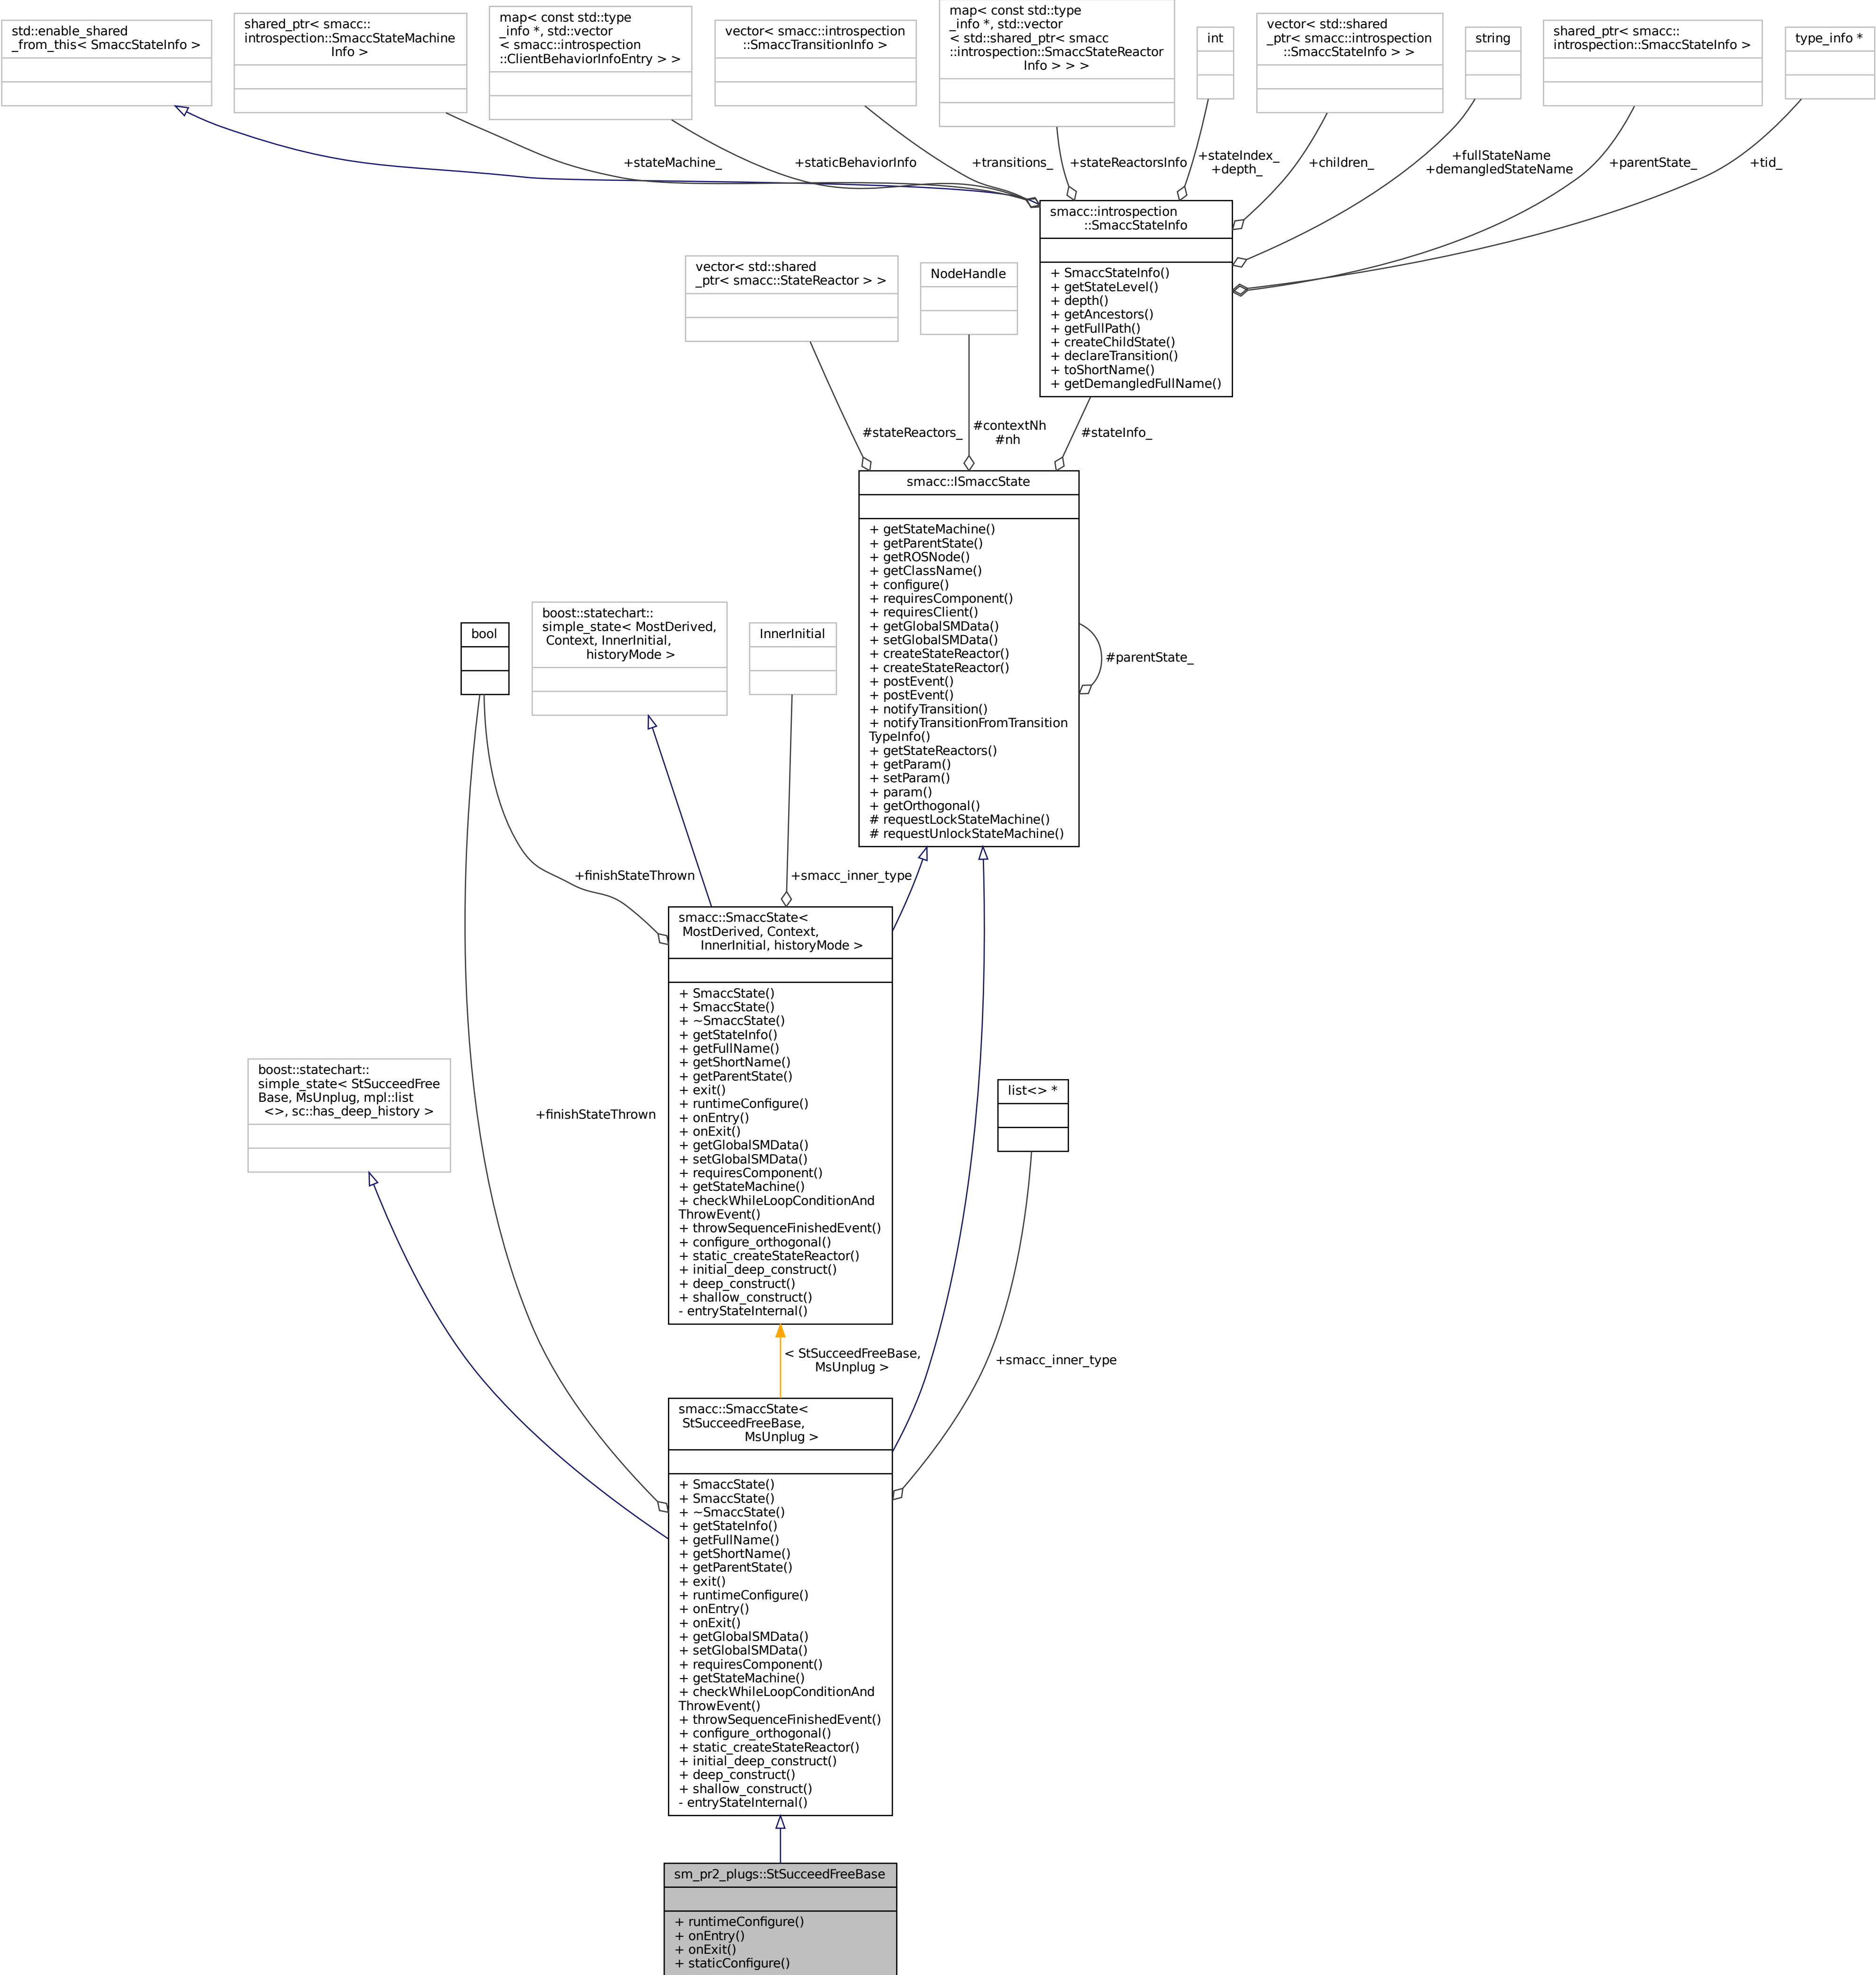 std::enable_shared
_from_this< SmaccStateInfo >
shared_ptr< smacc::
introspection::SmaccStateMachine
Info >
map< const std::type
_info *, std::vector
< smacc::introspection
::ClientBehaviorInfoEntry > >
vector< smacc::introspection
::SmaccTransitionInfo >
map< const std::type
_info *, std::vector
< std::shared_ptr< smacc
::introspection::SmaccStateReactor
Info > > >
int
vector< std::shared
_ptr< smacc::introspection
::SmaccStateInfo > >
string
shared_ptr< smacc::
introspection::SmaccStateInfo >
type_info *
+stateMachine_
+staticBehaviorInfo
+transitions_
+stateReactorsInfo
+stateIndex_
+depth_
+children_
+fullStateName
+demangledStateName
+parentState_
+tid_
smacc::introspection
::SmaccStateInfo
+ SmaccStateInfo()
+ getStateLevel()
+ depth()
+ getAncestors()
+ getFullPath()
+ createChildState()
+ declareTransition()
+ toShortName()
+ getDemangledFullName()
vector< std::shared
_ptr< smacc::StateReactor > >
NodeHandle
#stateReactors_
#contextNh
#nh
#stateInfo_
smacc::ISmaccState
+ getStateMachine()
+ getParentState()
+ getROSNode()
+ getClassName()
+ configure()
+ requiresComponent()
+ requiresClient()
+ getGlobalSMData()
+ setGlobalSMData()
+ createStateReactor()
+ createStateReactor()
+ postEvent()
+ postEvent()
+ notifyTransition()
+ notifyTransitionFromTransition
TypeInfo()
+ getStateReactors()
+ getParam()
+ setParam()
+ param()
+ getOrthogonal()
# requestLockStateMachine()
# requestUnlockStateMachine()
#parentState_
bool
boost::statechart::
simple_state< MostDerived,
Context, InnerInitial,
historyMode >
InnerInitial
+finishStateThrown
+smacc_inner_type
smacc::SmaccState<
MostDerived, Context,
InnerInitial, historyMode >
+ SmaccState()
+ SmaccState()
+ ~SmaccState()
+ getStateInfo()
+ getFullName()
+ getShortName()
+ getParentState()
+ exit()
+ runtimeConfigure()
+ onEntry()
+ onExit()
+ getGlobalSMData()
+ setGlobalSMData()
+ requiresComponent()
+ getStateMachine()
+ checkWhileLoopConditionAnd
ThrowEvent()
+ throwSequenceFinishedEvent()
+ configure_orthogonal()
+ static_createStateReactor()
+ initial_deep_construct()
+ deep_construct()
+ shallow_construct()
- entryStateInternal()
boost::statechart::
simple_state< StSucceedFree
Base, MsUnplug, mpl::list
<>, sc::has_deep_history >
+finishStateThrown
list<> *
< StSucceedFreeBase,
MsUnplug >
+smacc_inner_type
smacc::SmaccState<
StSucceedFreeBase,
MsUnplug >
+ SmaccState()
+ SmaccState()
+ ~SmaccState()
+ getStateInfo()
+ getFullName()
+ getShortName()
+ getParentState()
+ exit()
+ runtimeConfigure()
+ onEntry()
+ onExit()
+ getGlobalSMData()
+ setGlobalSMData()
+ requiresComponent()
+ getStateMachine()
+ checkWhileLoopConditionAnd
ThrowEvent()
+ throwSequenceFinishedEvent()
+ configure_orthogonal()
+ static_createStateReactor()
+ initial_deep_construct()
+ deep_construct()
+ shallow_construct()
- entryStateInternal()
sm_pr2_plugs::StSucceedFreeBase
+ runtimeConfigure()
+ onEntry()
+ onExit()
+ staticConfigure()